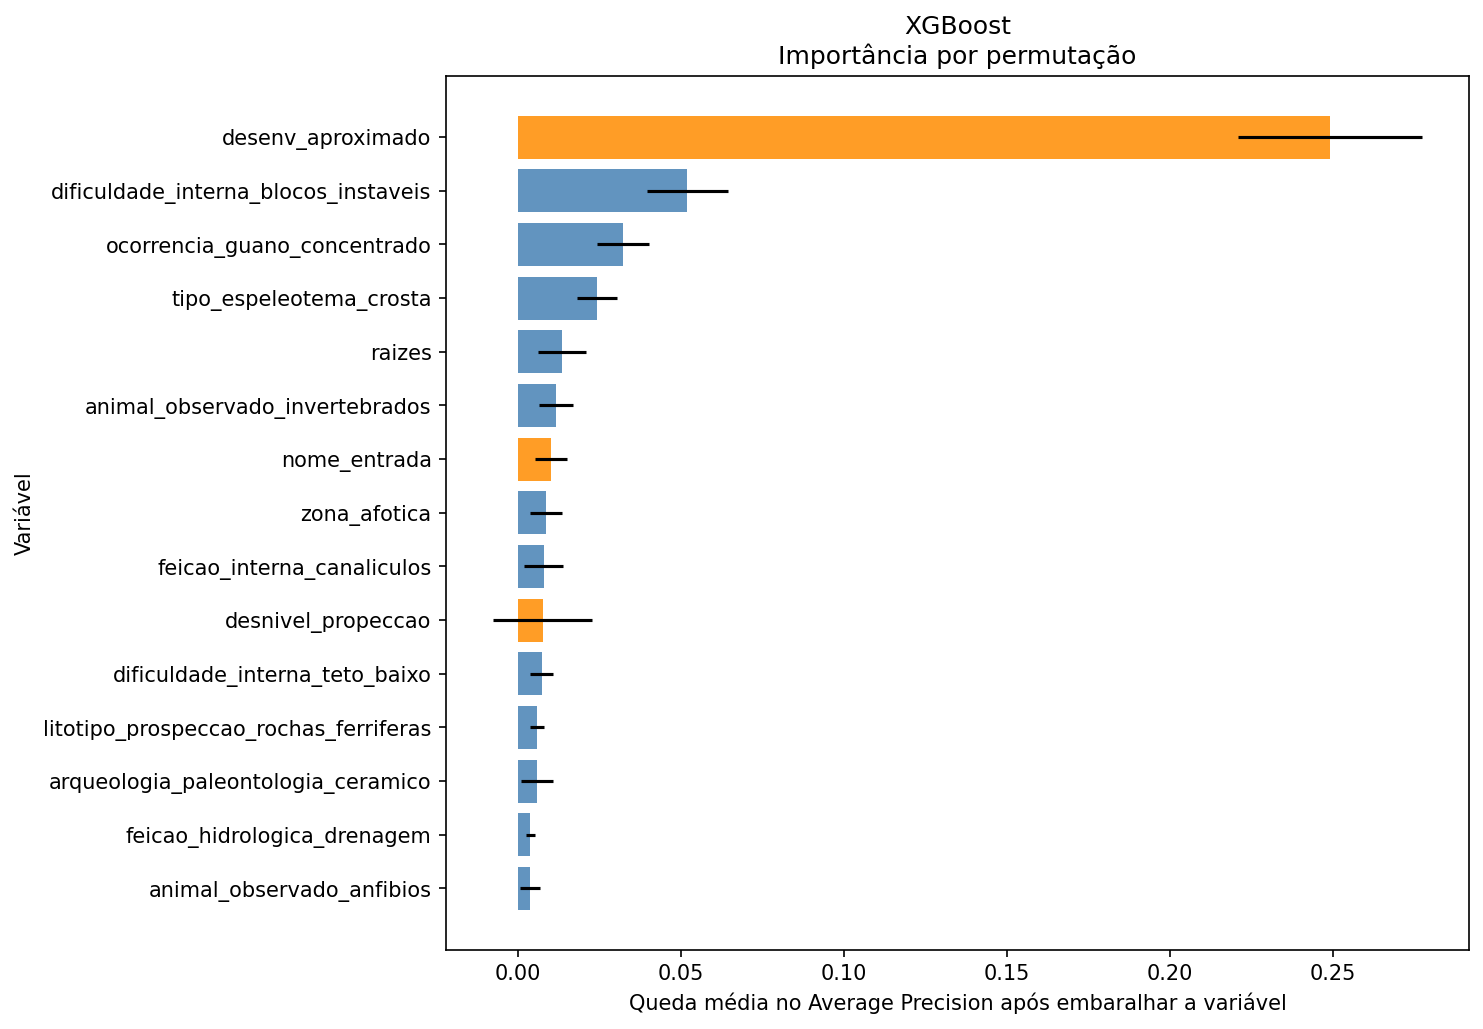 XGBoost
Importância por permutação
Variável
desenv_aproximado
dificuldade_interna_blocos_instaveis
ocorrencia_guano_concentrado
tipo_espeleotema_crosta
raizes
animal_observado_invertebrados
nome_entrada
zona_afotica
feicao_interna_canaliculos
desnivel_propeccao
dificuldade_interna_teto_baixo
litotipo_prospeccao_rochas_ferriferas
arqueologia_paleontologia_ceramico
feicao_hidrologica_drenagem
animal_observado_anfibios
0.00 0.05 0.10 0.15 0.20 0.25
Queda média no Average Precision após embaralhar a variável